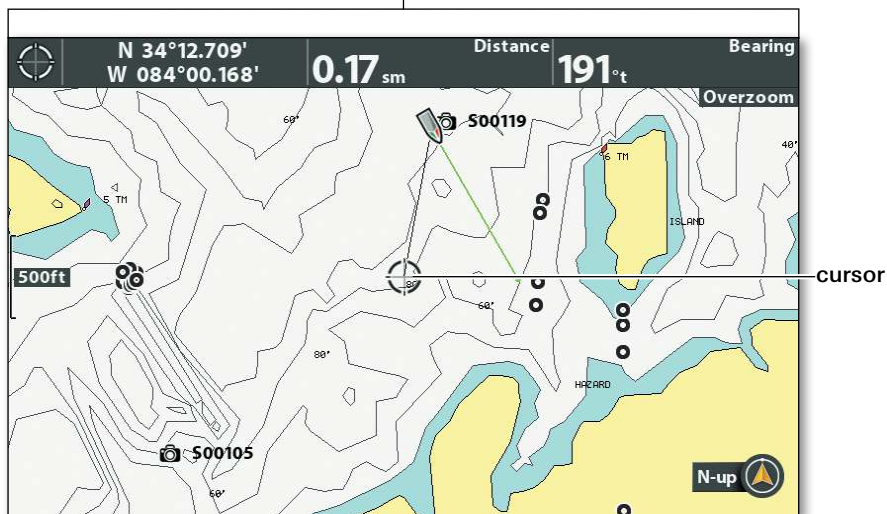 N 34°12.709'
W 084°00.168'
0.17 sm
Distance
191°t
Bearing
Overzoom
60'
S00119
40'
6 TM
5 TM
ISLAND
500ft
80'
cursor
60'
80'
HAZARD
S00105
N-up
60'